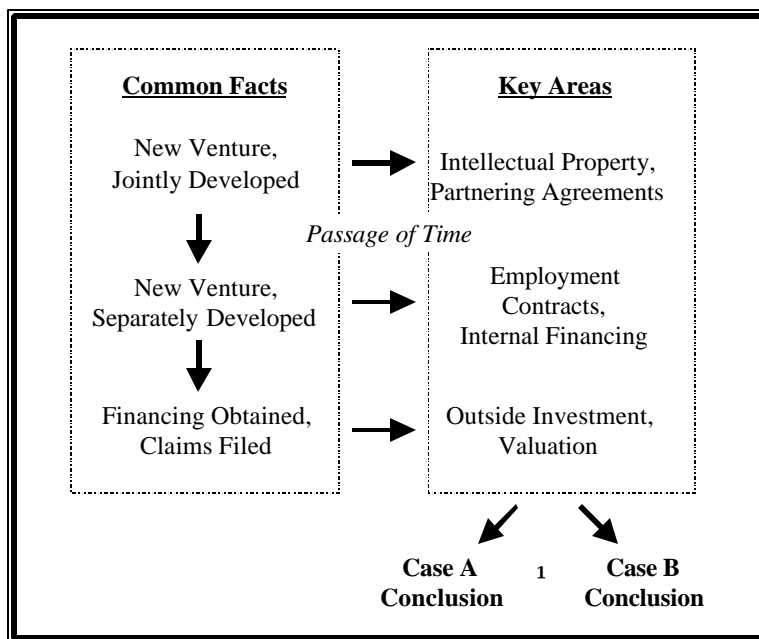 Common Facts
New Venture,
Jointly Developed
New Venture,
Separately Developed
Financing Obtained,
Claims Filed
Passage of Time
Key Areas
Intellectual Property,
Partnering Agreements
Employment
Contracts,
Internal Financing
Outside Investment,
Valuation
Case A
Conclusion
1
Case B
Conclusion